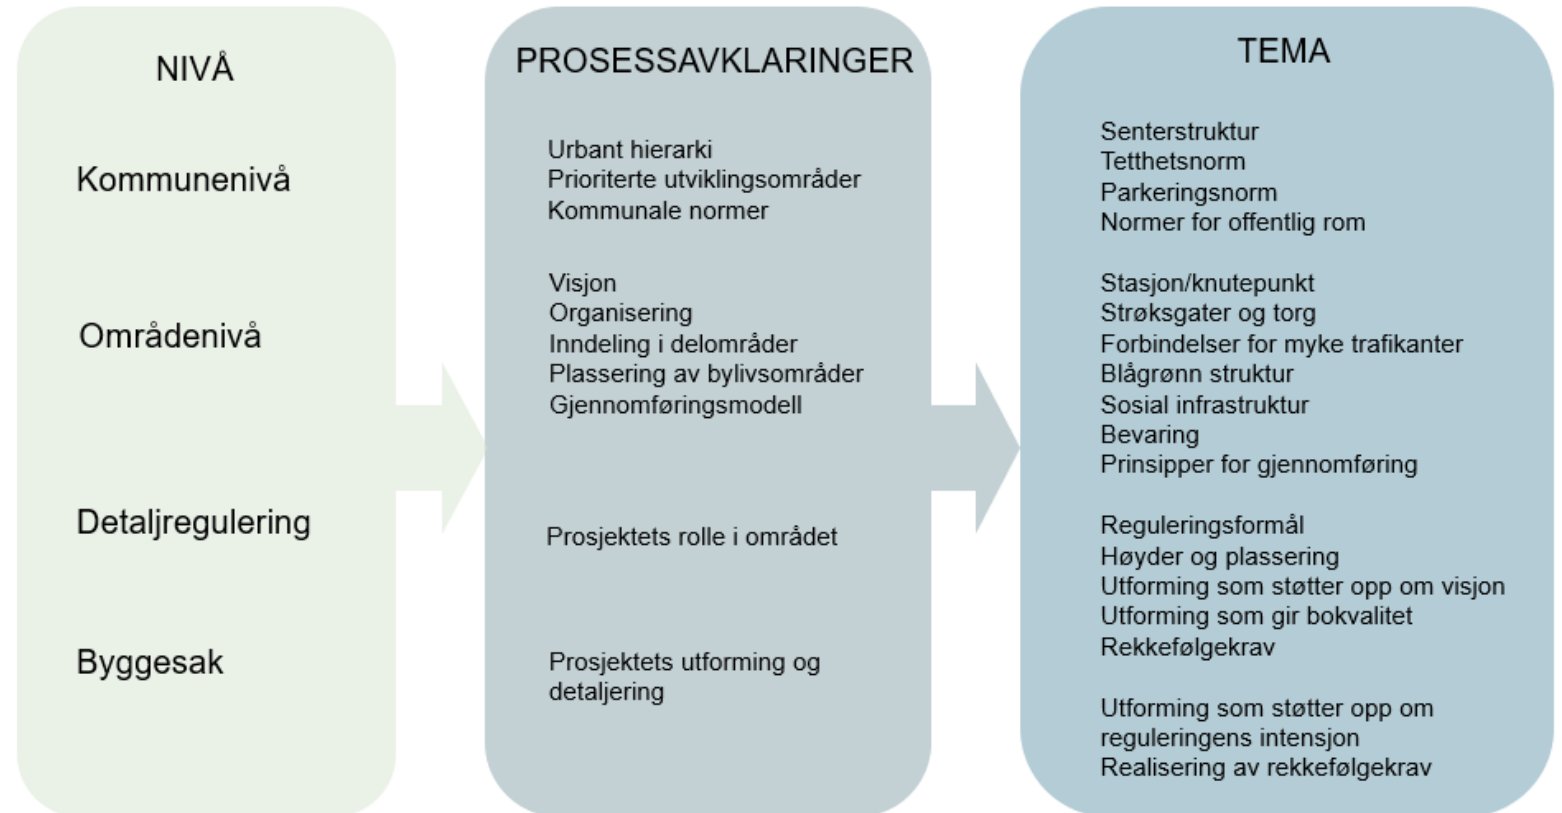 NIVÅ
Kommunenivå
Områdenivå
Detaljregulering
Byggesak
PROSESSAVKLARINGER
Urbant hierarki
Prioriterte utviklingsområder
Kommunale normer
Visjon
Organisering
Inndeling i delområder
Plassering av bylivsområder
Gjennomføringsmodell
Prosjektets rolle i området
Prosjektets utforming og
detaljering
TEMA
Senterstruktur
Tetthetsnorm
Parkeringsnorm
Normer for offentlig rom
Stasjon/knutepunkt
Strøksgater og torg
Forbindelser for myke trafikanter
Blågrønn struktur
Sosial infrastruktur
Bevaring
Prinsipper for gjennomføring
Reguleringsformål
Høyder og plassering
Utforming som støtter opp om visjon
Utforming som gir bokvalitet
Rekkefølgekrav
Utforming som støtter opp om
reguleringens intensjon
Realisering av rekkefølgekrav